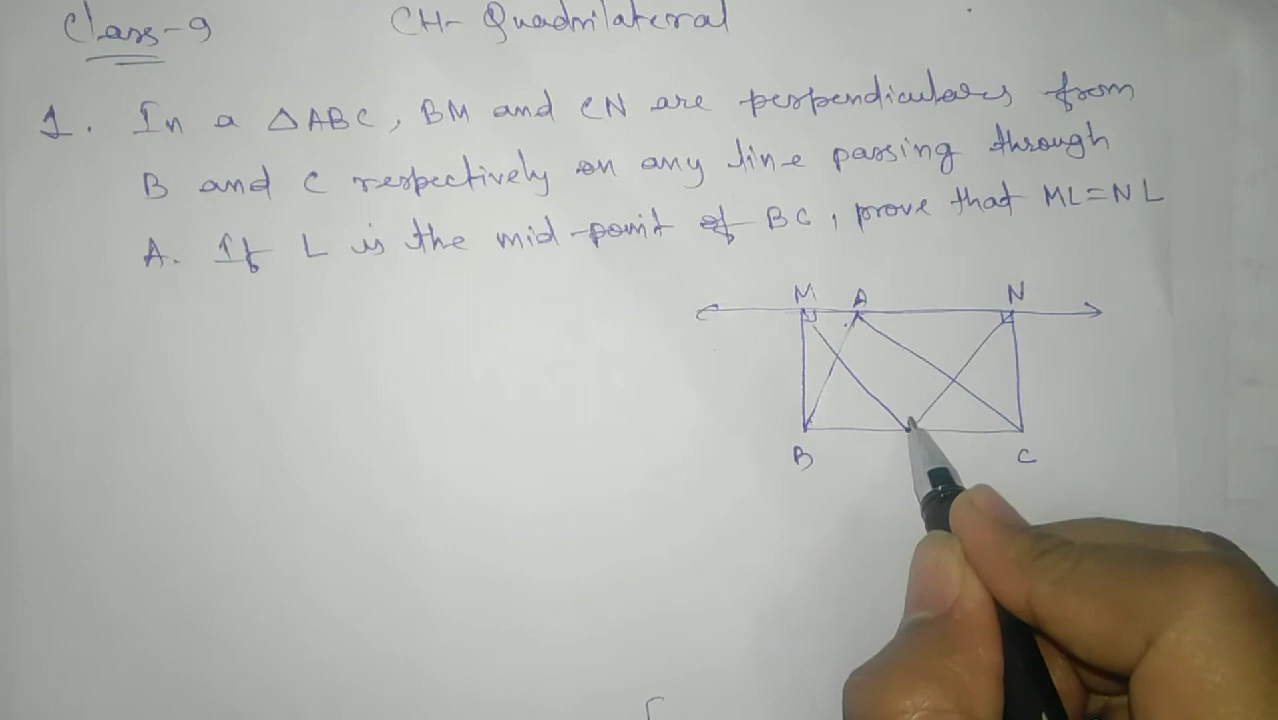 Class-9
CH- Quadrilateral
1. In a △ABC, BM and CN are perpendiculars from
B and C respectively on any line passing through
A. If L is the mid-point of BC, prove that ML=NL
M A N
B C